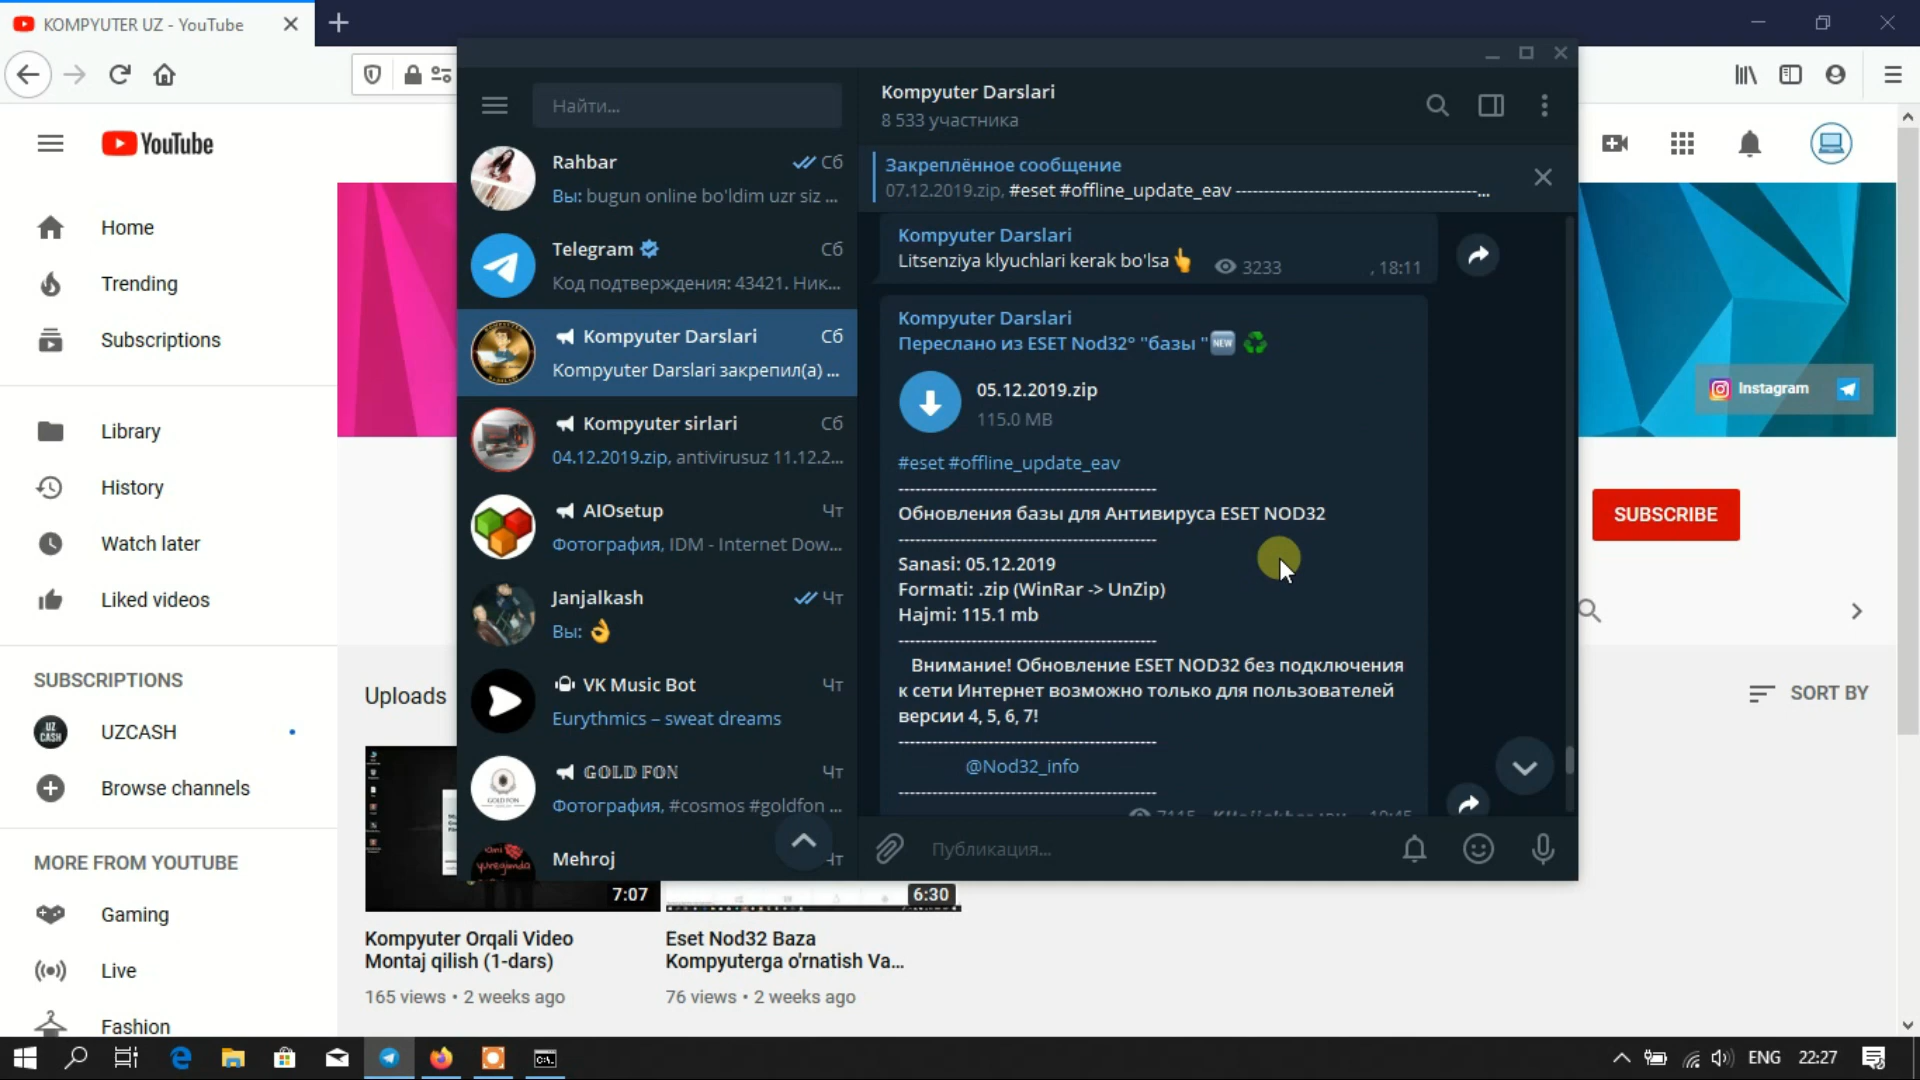 KOMPYUTER UZ - YouTube
YouTube
Home
Trending
Subscriptions
Library
History
Watch later
Liked videos
SUBSCRIPTIONS
UZ CASH
UZCASH
Browse channels
MORE FROM YOUTUBE
Gaming
Live
Fashion
Найти...
Rahbar
Сб
Вы: bugun online bo'ldim uzr siz ...
Telegram
Сб
Код подтверждения: 43421. Ник...
Kompyuter Darslari
Сб
Kompyuter Darslari закрепил(а) ...
Kompyuter sirlari
Сб
04.12.2019.zip, antivirusuz 11.12.2...
AIOsetup
Чт
Фотография, IDM - Internet Dow...
Janjalkash
Чт
Вы: 👌
VK Music Bot
Чт
Eurythmics – sweat dreams
GOLD FON
𝔾𝕆𝕃𝔻 𝔽𝕆ℕ
Чт
Фотография, #cosmos #goldfon ...
Mehroj
Чт
Kompyuter Darslari
8 533 участника
Закреплённое сообщение
07.12.2019.zip, #eset #offline_update_eav -------------------------------------------...
Kompyuter Darslari
Litsenziya klyuchlari kerak bo'lsa👆
3233
, 18:11
Kompyuter Darslari
Переслано из ESET Nod32° "базы "🆕 ♻
05.12.2019.zip
115.0 MB
#eset #offline_update_eav
----------------------------------------------
Обновления базы для Антивируса ESET NOD32
----------------------------------------------
Sanasi: 05.12.2019
Formati: .zip (WinRar -> UnZip)
Hajmi: 115.1 mb
----------------------------------------------
Внимание! Обновление ESET NOD32 без подключения
к сети Интернет возможно только для пользователей
версии 4, 5, 6, 7!
----------------------------------------------
@Nod32_info
----------------------------------------------
Публикация...
Instagram
SUBSCRIBE
Uploads
SORT BY
7:07
6:30
Kompyuter Orqali Video
Montaj qilish (1-dars)
165 views • 2 weeks ago
Eset Nod32 Baza
Kompyuterga o'rnatish Va...
76 views • 2 weeks ago
ENG
22:27